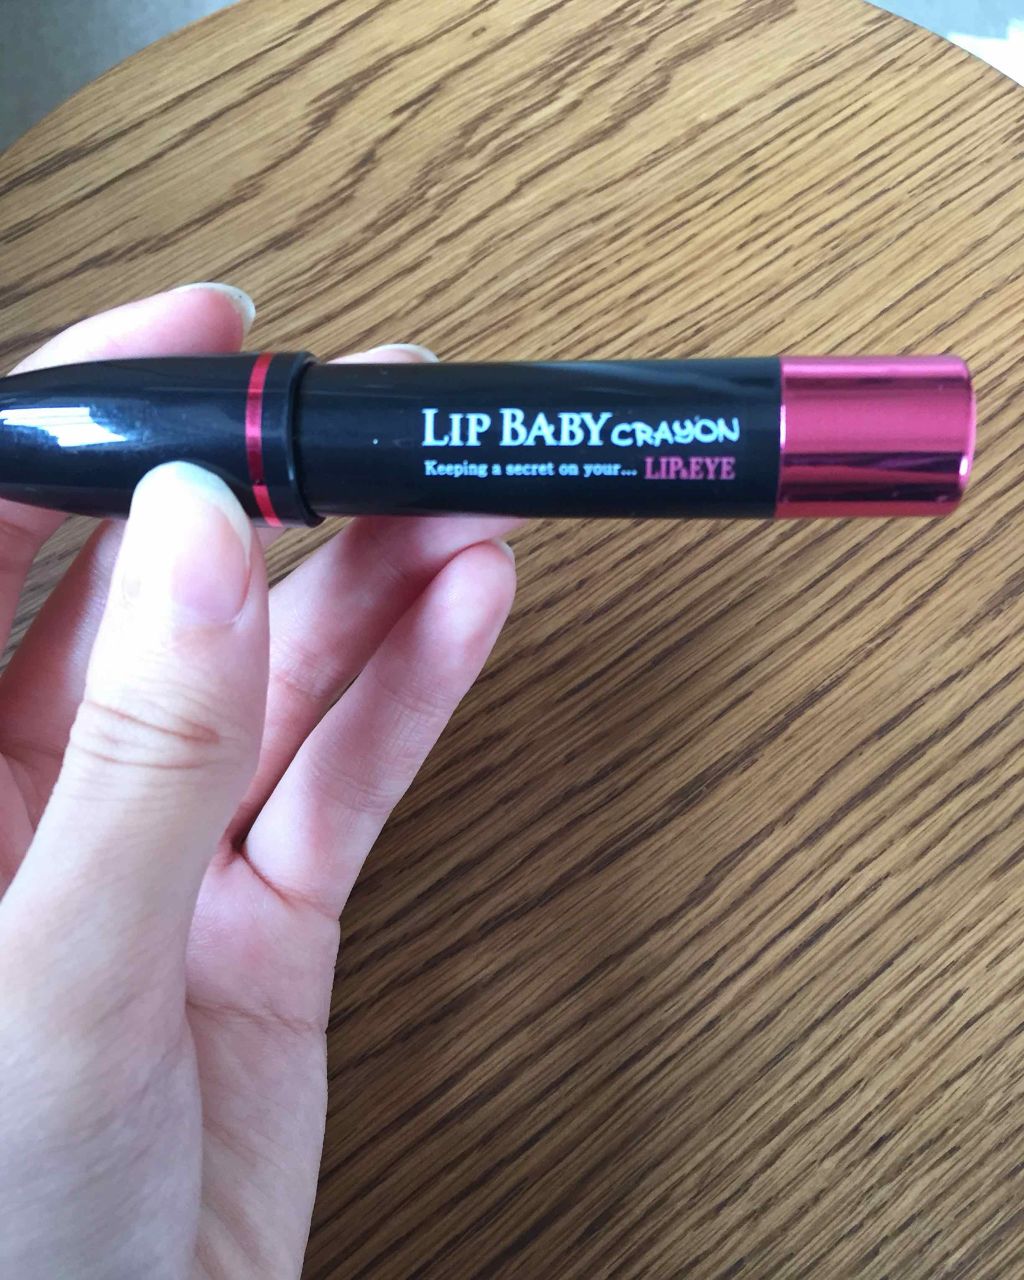 LIP BABY CRAYON
Keeping a secret on your... LIP&EYE